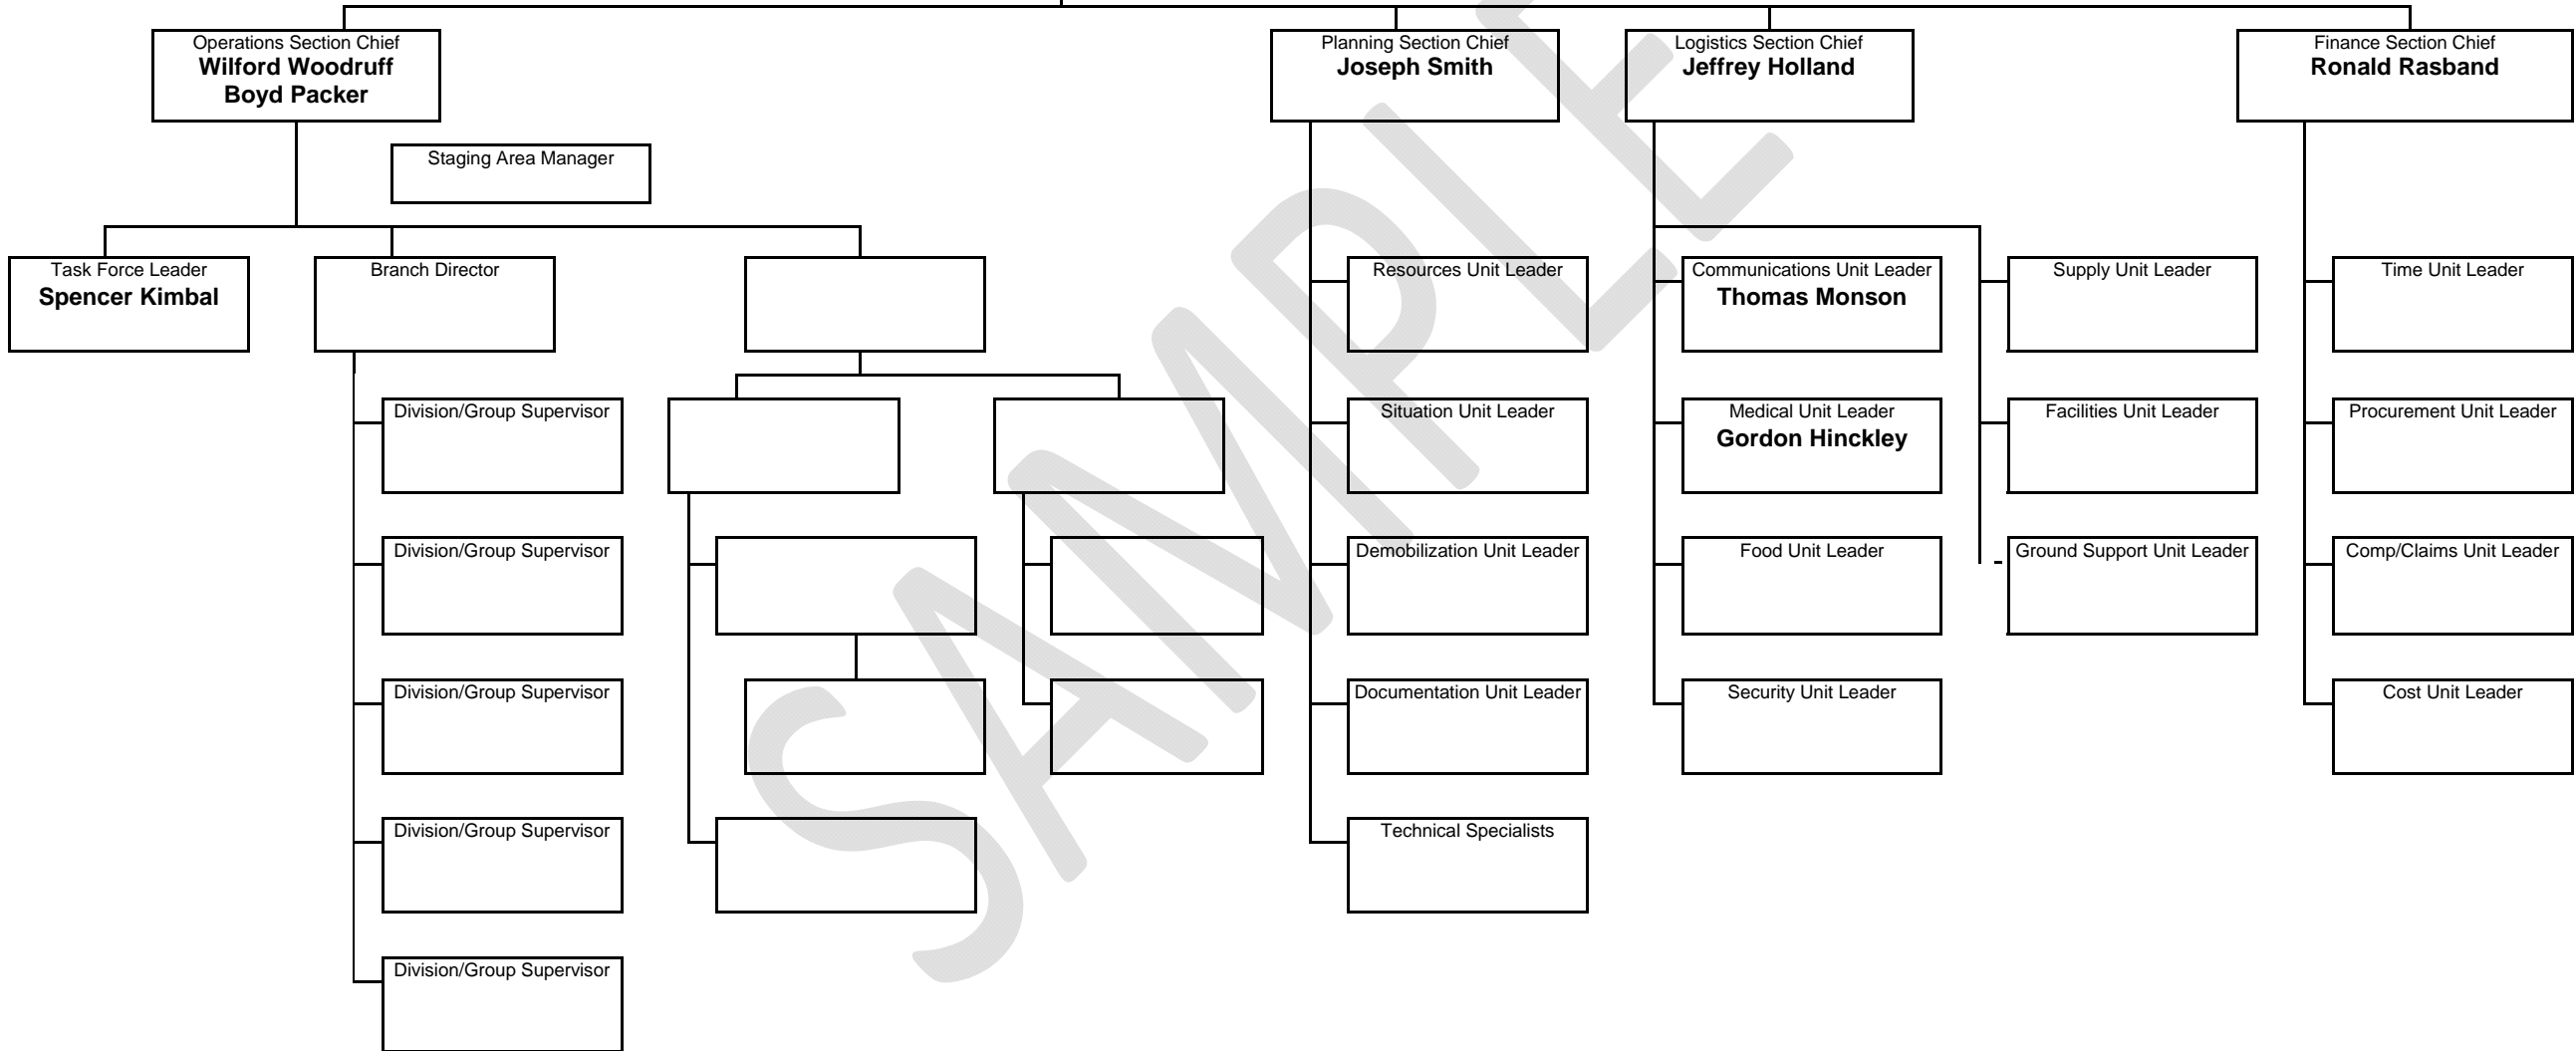 Operations Section Chief
Wilford Woodruff
Boyd Packer
Planning Section Chief
Joseph Smith
Logistics Section Chief
Jeffrey Holland
Finance Section Chief
Ronald Rasband
Staging Area Manager
Task Force Leader
Spencer Kimbal
Branch Director
Resources Unit Leader
Communications Unit Leader
Thomas Monson
Supply Unit Leader
Time Unit Leader
Division/Group Supervisor
Situation Unit Leader
Medical Unit Leader
Gordon Hinckley
Facilities Unit Leader
Procurement Unit Leader
Division/Group Supervisor
Demobilization Unit Leader
Food Unit Leader
Ground Support Unit Leader
Comp/Claims Unit Leader
Division/Group Supervisor
Documentation Unit Leader
Security Unit Leader
Cost Unit Leader
Division/Group Supervisor
Technical Specialists
Division/Group Supervisor
SAMPLE